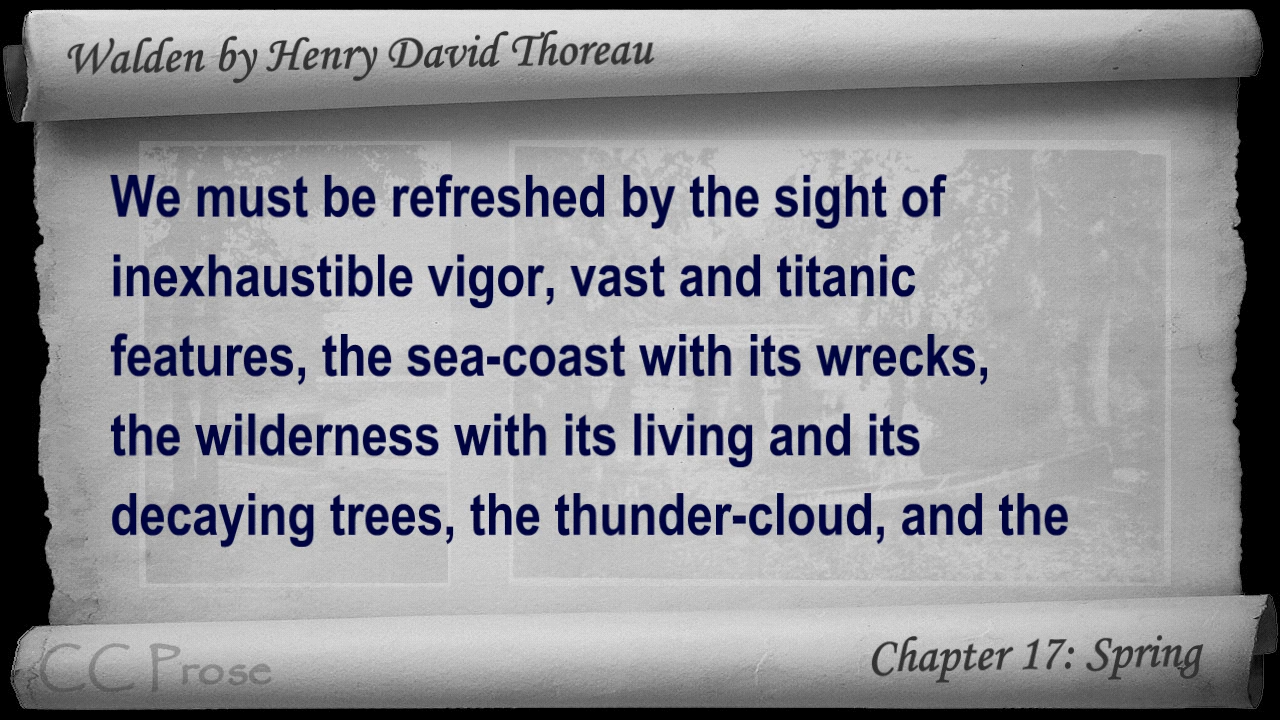 Walden by Henry David Thoreau
We must be refreshed by the sight of
inexhaustible vigor, vast and titanic
features, the sea-coast with its wrecks,
the wilderness with its living and its
decaying trees, the thunder-cloud, and the
CC Prose
Chapter 17: Spring